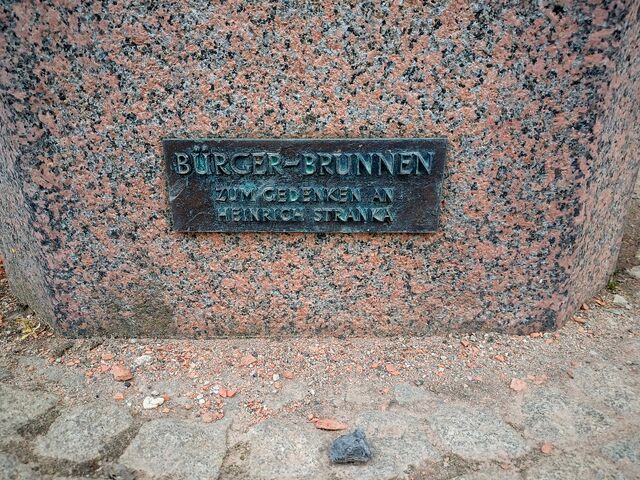 BÜRGER-BRUNNEN
ZUM GEDENKEN AN
HEINRICH STRANKA